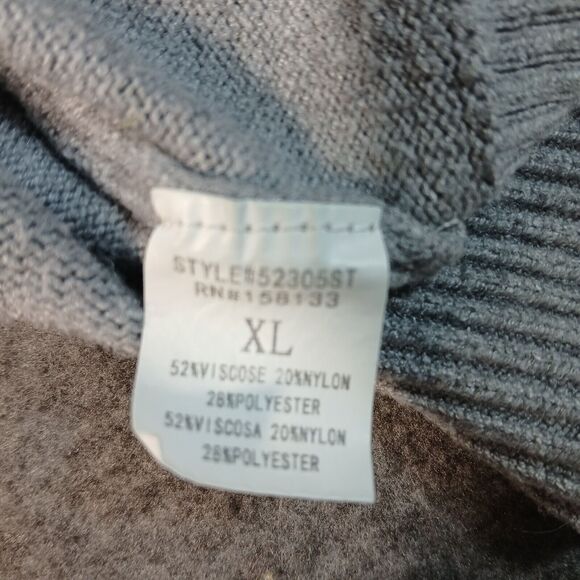 STYLE#52305ST
RN#158133
XL
52%VISCOSE 20%NYLON
28%POLYESTER
52%VISCOSA 20%NYLON
28%POLYESTER